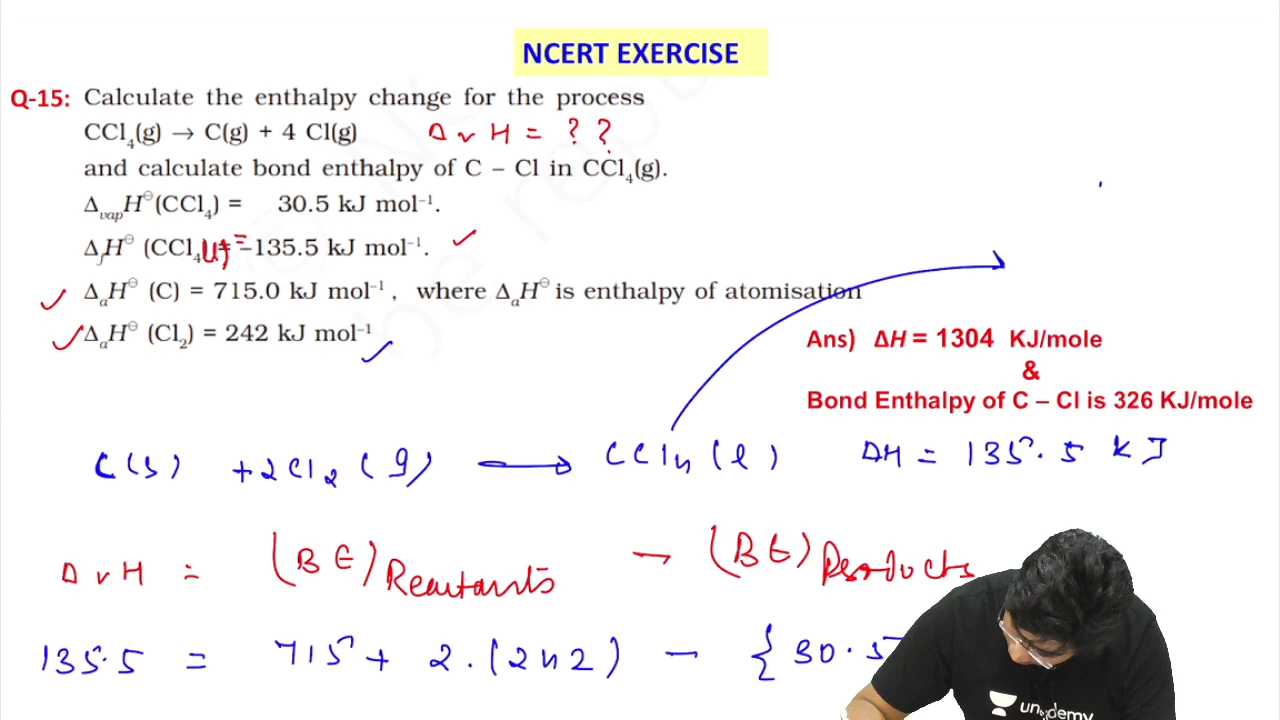 NCERT EXERCISE
Q-15: Calculate the enthalpy change for the process
CCl₄(g) → C(g) + 4 Cl(g) Δr H = ? ?
and calculate bond enthalpy of C – Cl in CCl₄(g).
ΔvapH⊖(CCl₄) = 30.5 kJ mol⁻¹.
ΔfH⊖ (CCl₄)(l) = –135.5 kJ mol⁻¹.
ΔaH⊖ (C) = 715.0 kJ mol⁻¹ , where ΔaH⊖ is enthalpy of atomisation
ΔaH⊖ (Cl₂) = 242 kJ mol⁻¹
Ans) ΔH = 1304 KJ/mole
&
Bond Enthalpy of C – Cl is 326 KJ/mole
C(s) + 2Cl₂(g) → CCl₄(l) ΔH = 135.5 kJ
Δr H = (BE)Reactants – (BE)Products
135.5 = 715 + 2.(242) – {30.5
unacademy